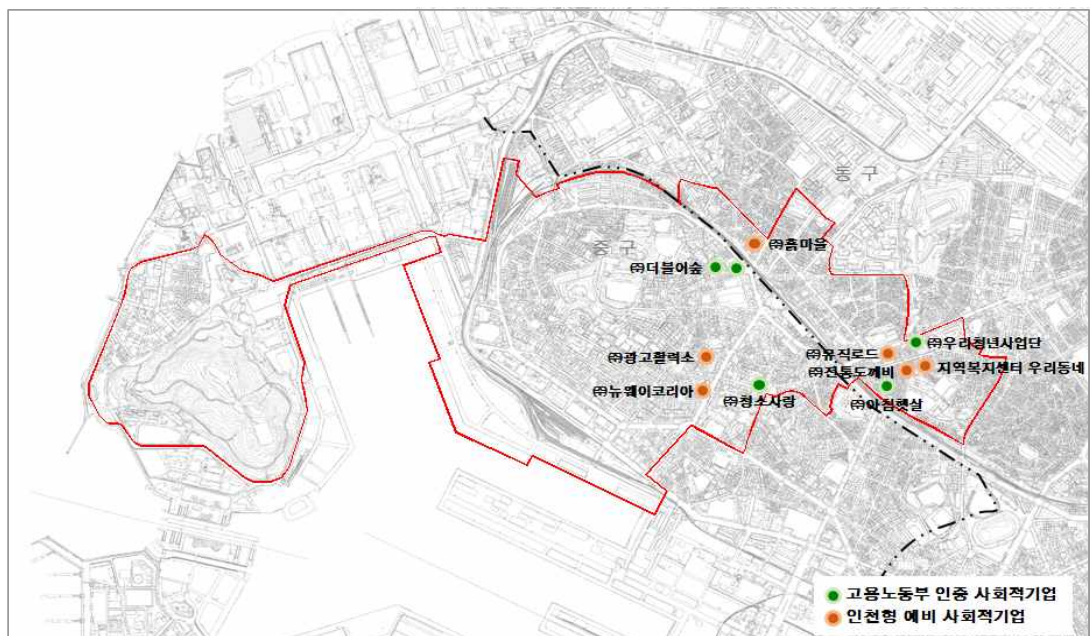 동구
중구
㈜흙마을
㈜더불어숲
㈜우리청년사업단
㈜광고활력소
㈜뮤직로드
㈜전통도깨비
지역복지센터 우리동네
㈜뉴웨이코리아
㈜청소사랑
㈜아침햇살
고용노동부 인증 사회적기업
인천형 예비 사회적기업